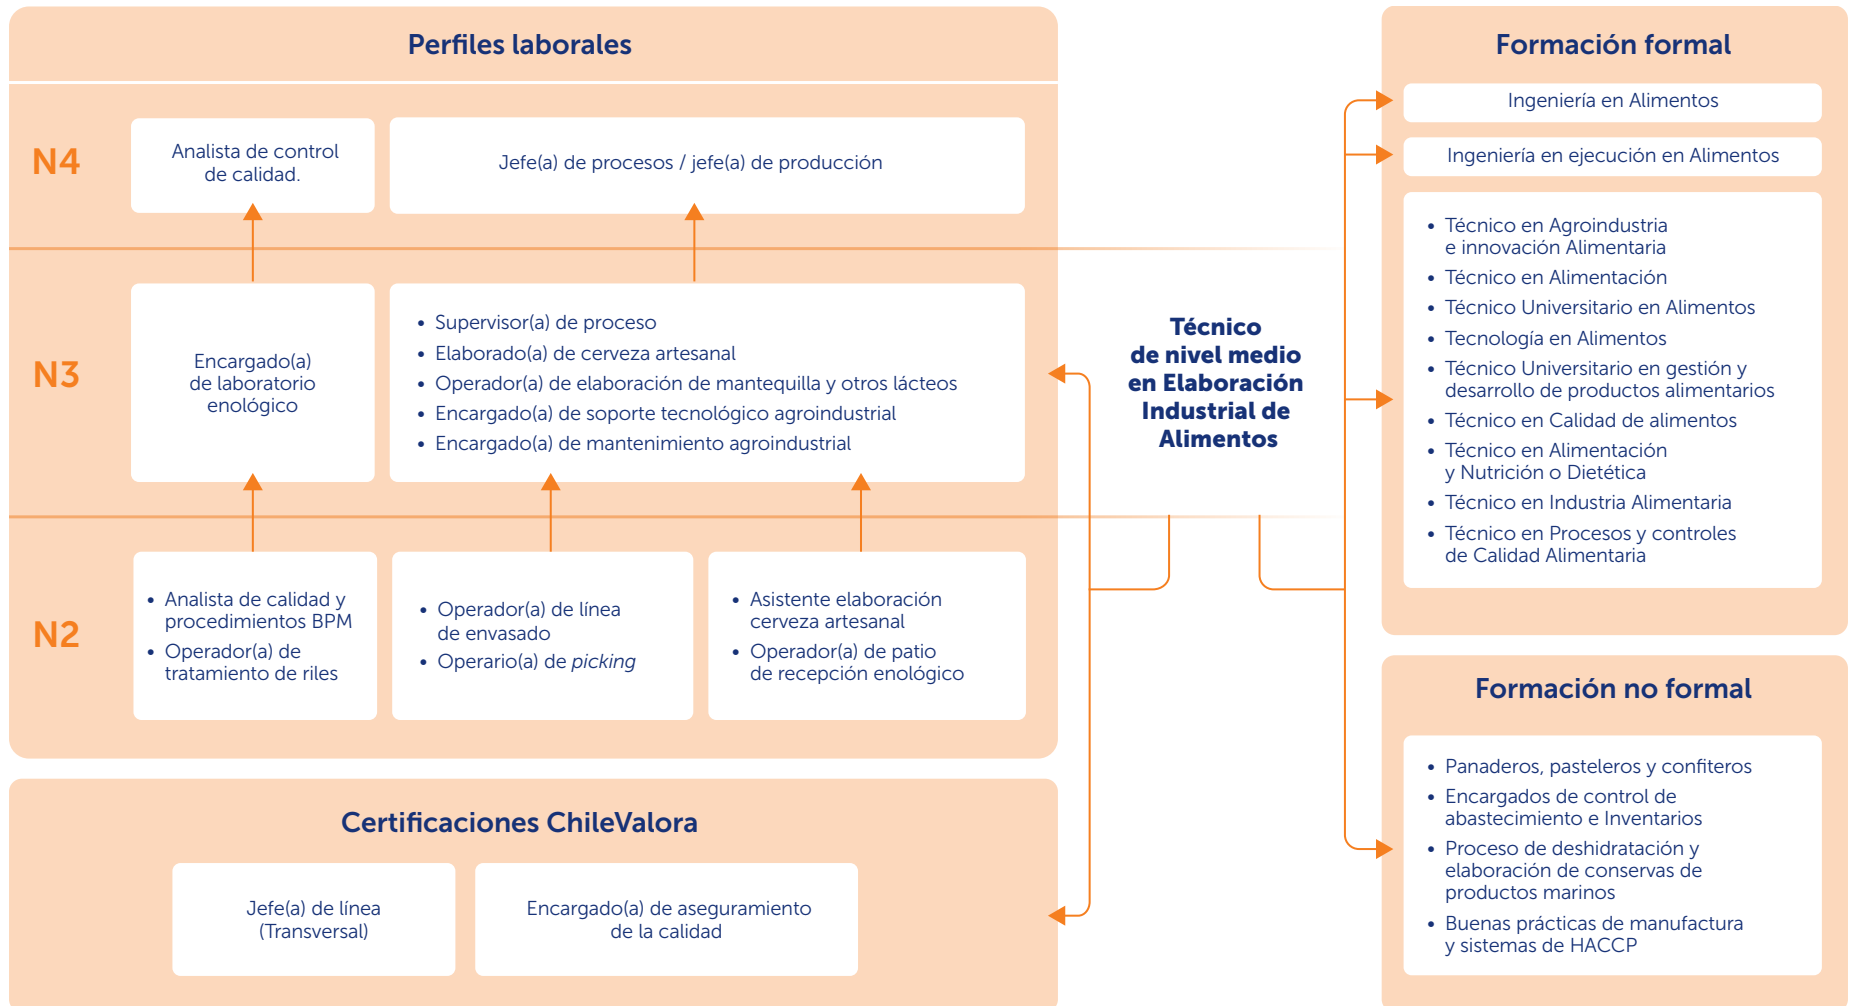 Perfiles laborales
N4
Analista de control
de calidad.
Jefe(a) de procesos / jefe(a) de producción
N3
Encargado(a)
de laboratorio
enológico
• Supervisor(a) de proceso
• Elaborado(a) de cerveza artesanal
• Operador(a) de elaboración de mantequilla y otros lácteos
• Encargado(a) de soporte tecnológico agroindustrial
• Encargado(a) de mantenimiento agroindustrial
N2
• Analista de calidad y
procedimientos BPM
• Operador(a) de
tratamiento de riles
• Operador(a) de línea
de envasado
• Operario(a) de picking
• Asistente elaboración
cerveza artesanal
• Operador(a) de patio
de recepción enológico
Certificaciones ChileValora
Jefe(a) de línea
(Transversal)
Encargado(a) de aseguramiento
de la calidad
Técnico
de nivel medio
en Elaboración
Industrial de
Alimentos
Formación formal
Ingeniería en Alimentos
Ingeniería en ejecución en Alimentos
• Técnico en Agroindustria
e innovación Alimentaria
• Técnico en Alimentación
• Técnico Universitario en Alimentos
• Tecnología en Alimentos
• Técnico Universitario en gestión y
desarrollo de productos alimentarios
• Técnico en Calidad de alimentos
• Técnico en Alimentación
y Nutrición o Dietética
• Técnico en Industria Alimentaria
• Técnico en Procesos y controles
de Calidad Alimentaria
Formación no formal
• Panaderos, pasteleros y confiteros
• Encargados de control de
abastecimiento e Inventarios
• Proceso de deshidratación y
elaboración de conservas de
productos marinos
• Buenas prácticas de manufactura
y sistemas de HACCP